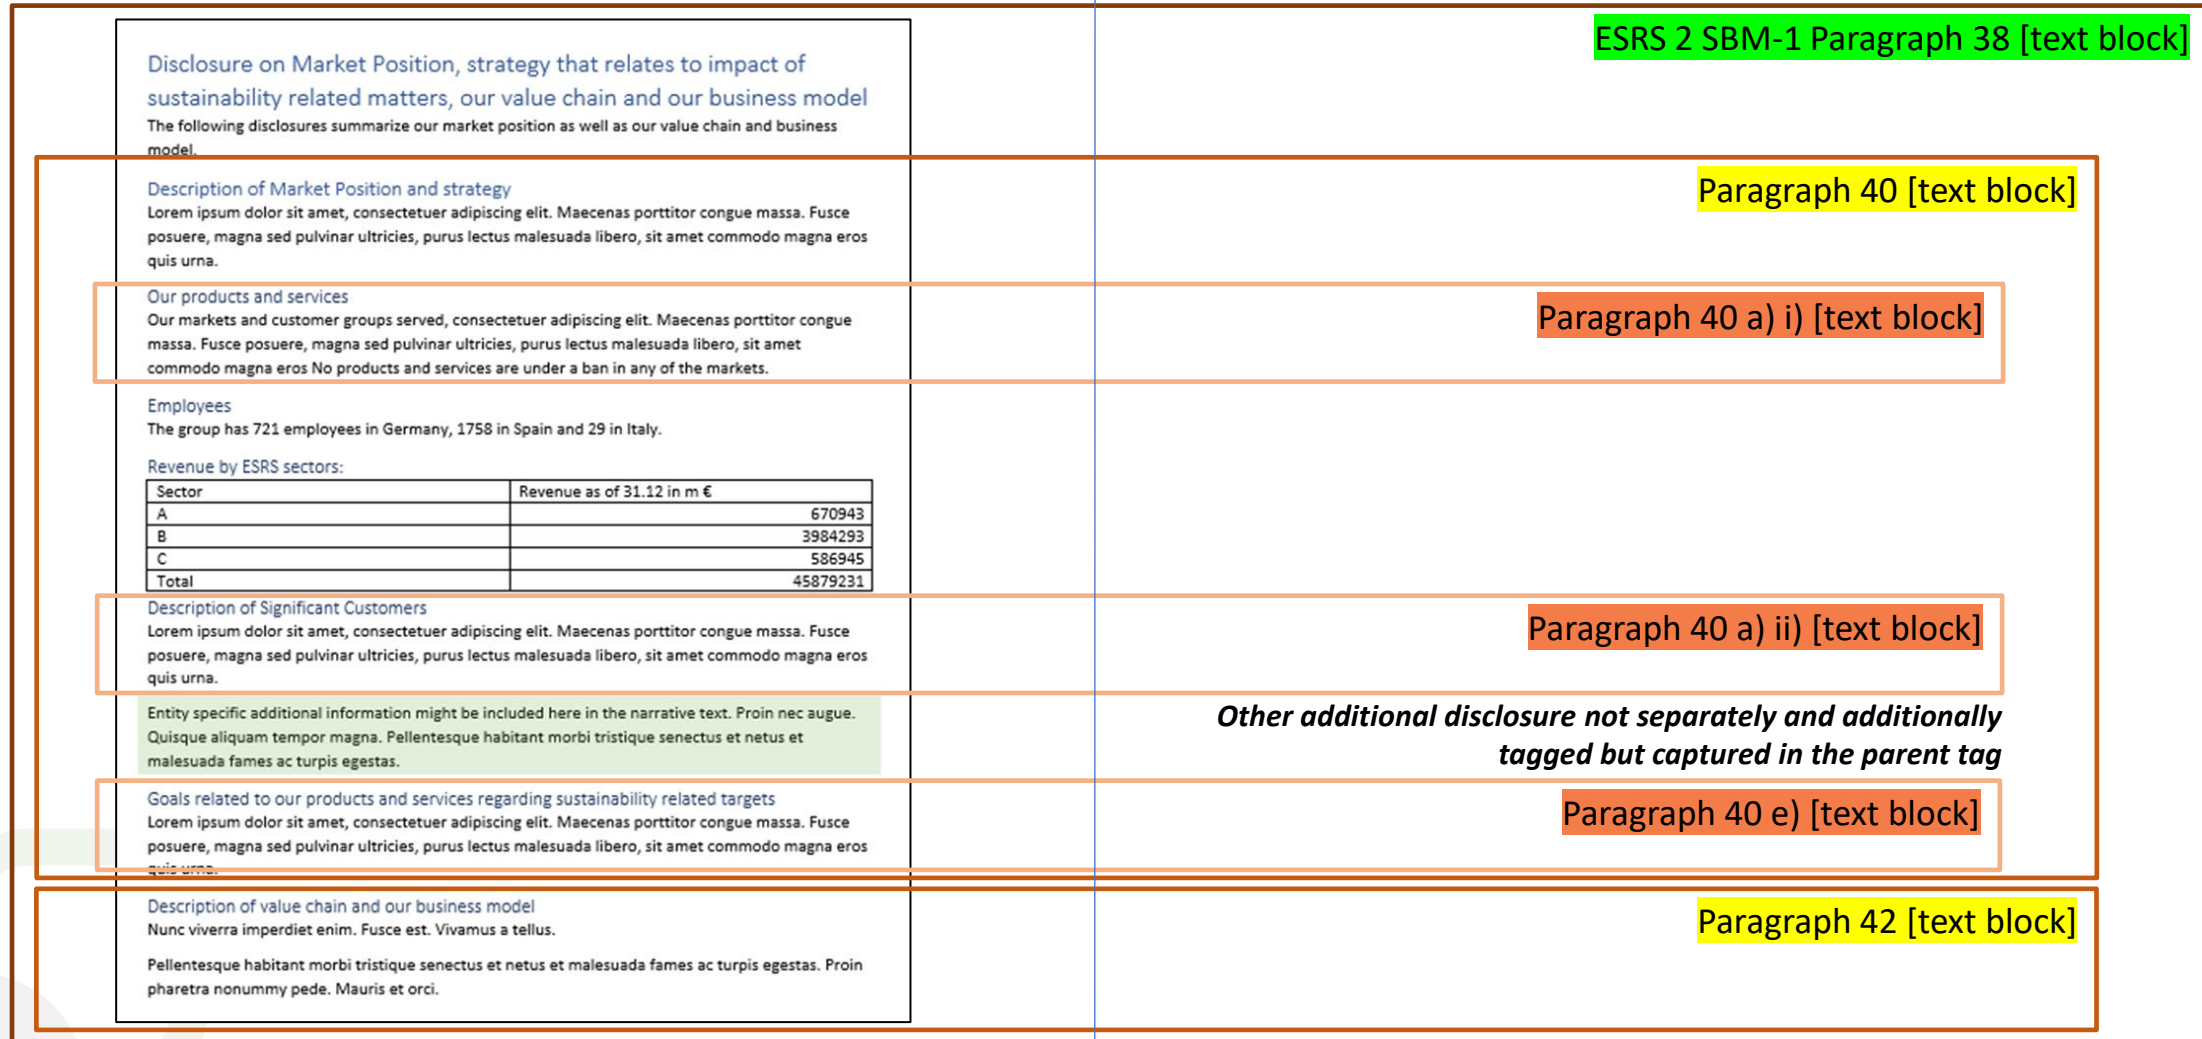 ESRS 2 SBM-1 Paragraph 38 [text block]
Disclosure on Market Position, strategy that relates to impact of
sustainability related matters, our value chain and our business model
The following disclosures summarize our market position as well as our value chain and business
model.
Paragraph 40 [text block]
Description of Market Position and strategy
Lorem ipsum dolor sit amet, consectetuer adipiscing elit. Maecenas porttitor congue massa. Fusce
posuere, magna sed pulvinar ultricies, purus lectus malesuada libero, sit amet commodo magna eros
quis urna.
Our products and services
Our markets and customer groups served, consectetuer adipiscing elit. Maecenas porttitor congue
massa. Fusce posuere, magna sed pulvinar ultricies, purus lectus malesuada libero, sit amet
commodo magna eros No products and services are under a ban in any of the markets.
Paragraph 40 a) i) [text block]
Employees
The group has 721 employees in Germany, 1758 in Spain and 29 in Italy.
Revenue by ESRS sectors:
Sector Revenue as of 31.12 in m €
A 670943
B 3984293
C 586945
Total 45879231
Description of Significant Customers
Lorem ipsum dolor sit amet, consectetuer adipiscing elit. Maecenas porttitor congue massa. Fusce
posuere, magna sed pulvinar ultricies, purus lectus malesuada libero, sit amet commodo magna eros
quis urna.
Paragraph 40 a) ii) [text block]
Entity specific additional information might be included here in the narrative text. Proin nec augue.
Quisque aliquam tempor magna. Pellentesque habitant morbi tristique senectus et netus et
malesuada fames ac turpis egestas.
Other additional disclosure not separately and additionally
tagged but captured in the parent tag
Goals related to our products and services regarding sustainability related targets
Lorem ipsum dolor sit amet, consectetuer adipiscing elit. Maecenas porttitor congue massa. Fusce
posuere, magna sed pulvinar ultricies, purus lectus malesuada libero, sit amet commodo magna eros
quis urna.
Paragraph 40 e) [text block]
Description of value chain and our business model
Nunc viverra imperdiet enim. Fusce est. Vivamus a tellus.
Pellentesque habitant morbi tristique senectus et netus et malesuada fames ac turpis egestas. Proin
pharetra nonummy pede. Mauris et orci.
Paragraph 42 [text block]